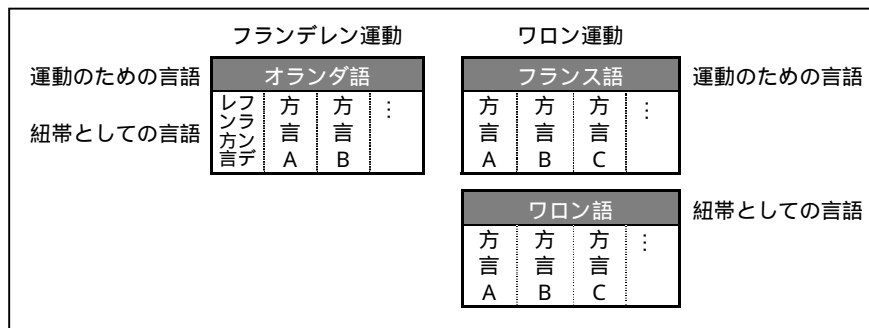 フランデレン運動 ワロン運動
運動のための言語 オランダ語 フランス語 運動のための言語
紐帯としての言語 フランデレン方言 方言A 方言B … 方言A 方言B 方言C …
ワロン語 紐帯としての言語
方言A 方言B 方言C …